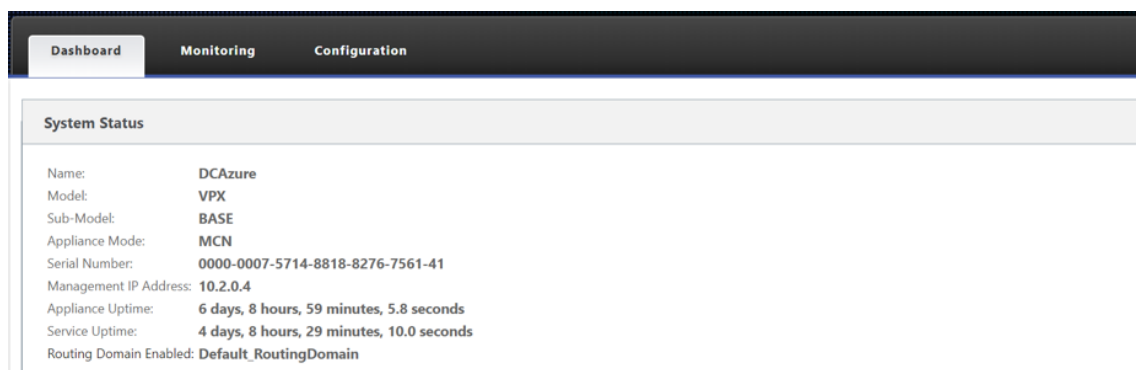 Dashboard Monitoring Configuration
System Status
Name: DCAzure
Model: VPX
Sub-Model: BASE
Appliance Mode: MCN
Serial Number: 0000-0007-5714-8818-8276-7561-41
Management IP Address: 10.2.0.4
Appliance Uptime: 6 days, 8 hours, 59 minutes, 5.8 seconds
Service Uptime: 4 days, 8 hours, 29 minutes, 10.0 seconds
Routing Domain Enabled: Default_RoutingDomain